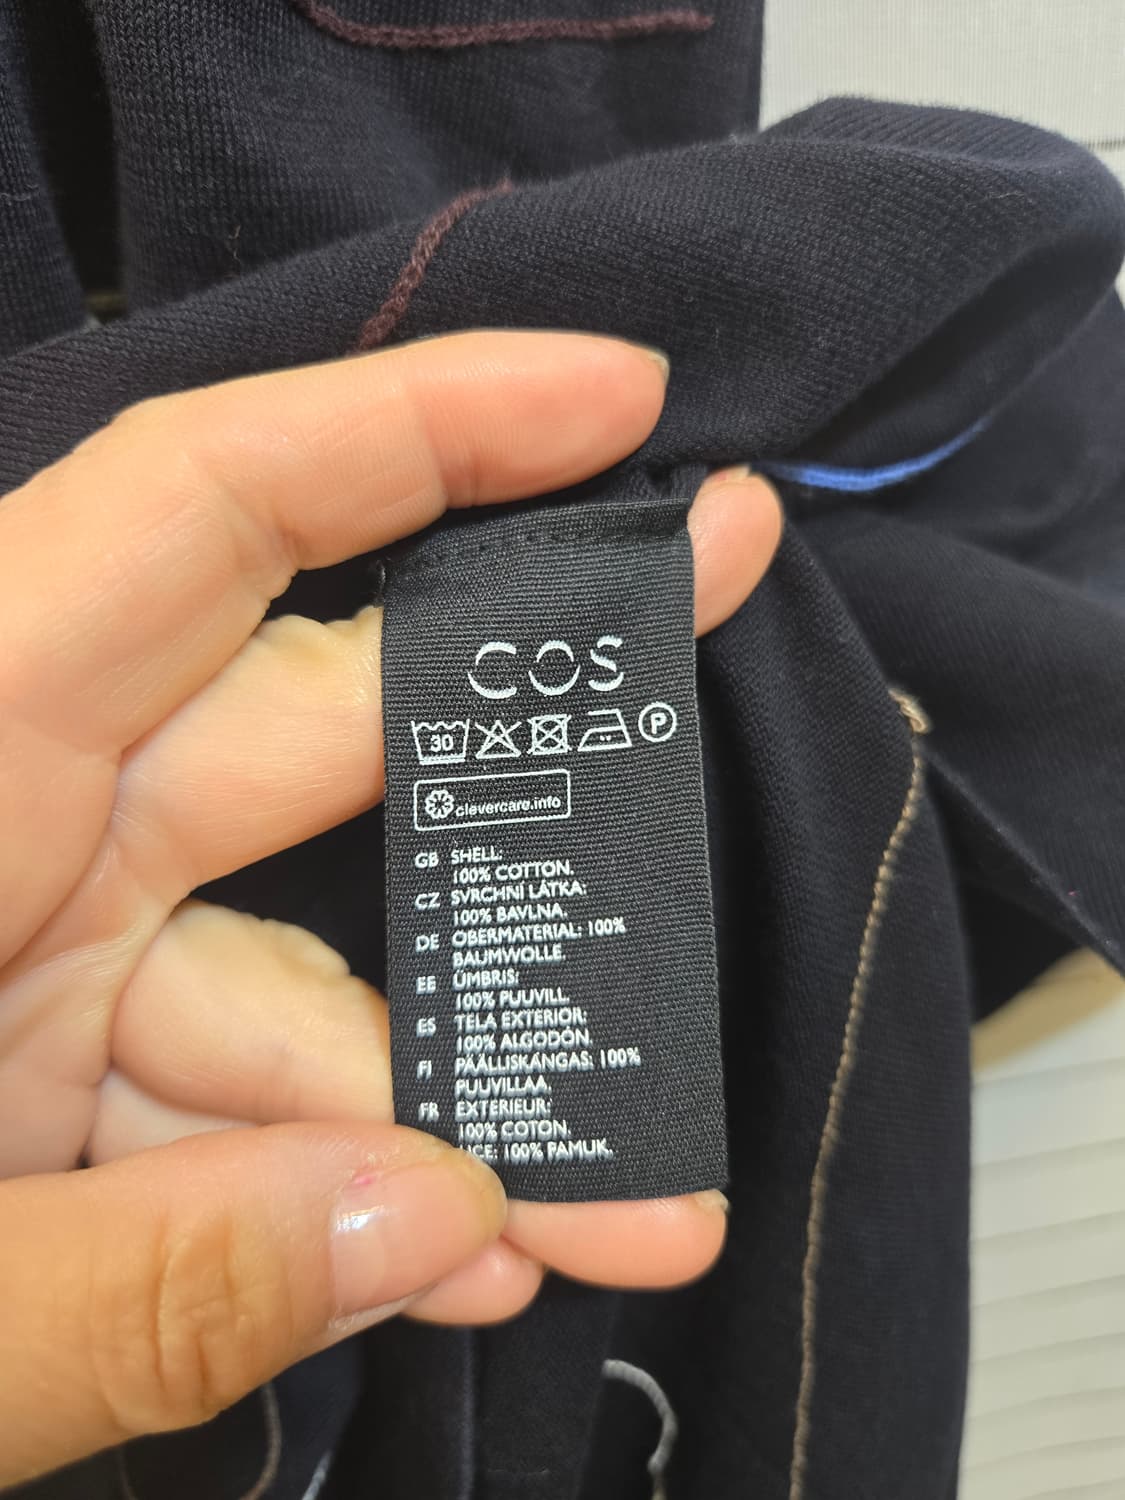 COS
30
P
clevercare.info
GB SHELL:
100% COTTON.
CZ SVRCHNÍ LÁTKA:
100% BAVLNA.
DE OBERMATERIAL: 100%
BAUMWOLLE.
EE ÜMBRIS:
100% PUUVILL.
ES TELA EXTERIOR:
100% ALGODÓN.
FI PÄÄLLISKANGAS: 100%
PUUVILLAA.
FR EXTERIEUR:
100% COTON.
100% PAMUK.